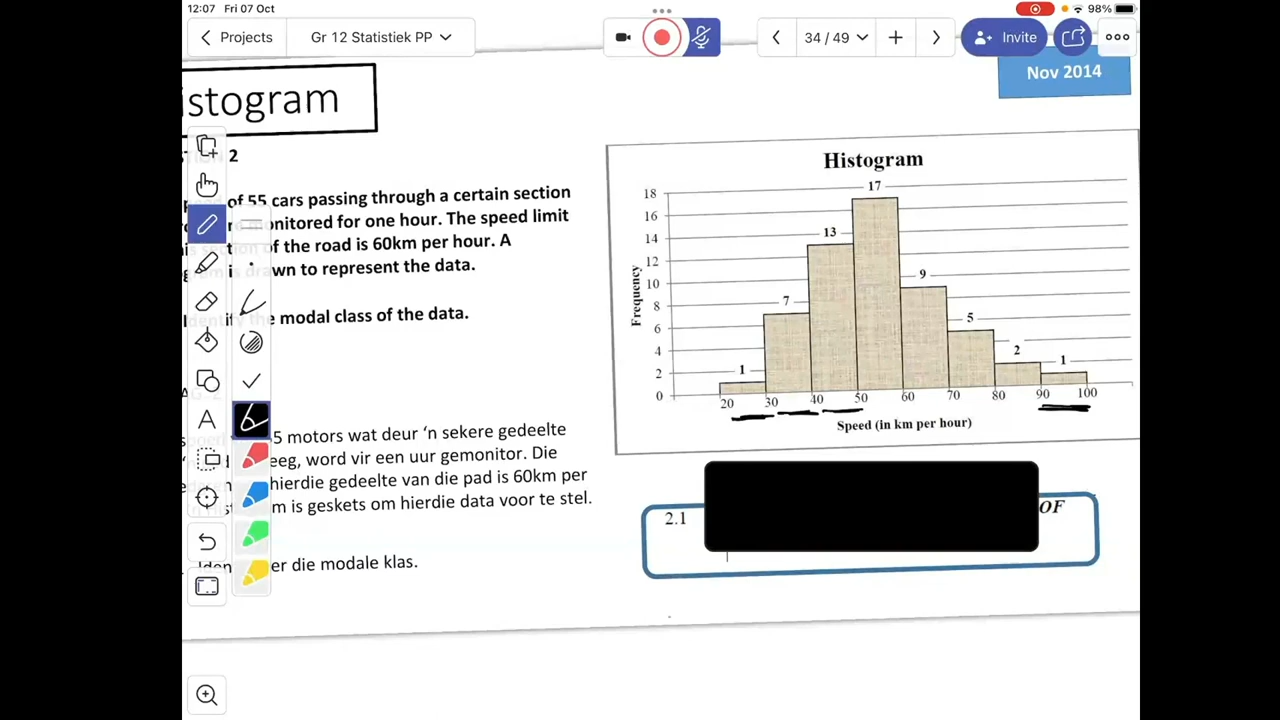 12:07 Fri 07 Oct
98%
Projects
Gr 12 Statistiek PP
34 / 49
Invite
Nov 2014
istogram
2
of 55 cars passing through a certain section
monitored for one hour. The speed limit
of the road is 60km per hour. A
wn to represent the data.
the modal class of the data.
5 motors wat deur ‘n sekere gedeelte
eeg, word vir een uur gemonitor. Die
hierdie gedeelte van die pad is 60km per
m is geskets om hierdie data voor te stel.
er die modale klas.
A
Histogram
Frequency
18
16
14
12
10
8
6
4
2
0
1
7
13
17
9
5
2
1
20 30 40 50 60 70 80 90 100
Speed (in km per hour)
2.1
OF